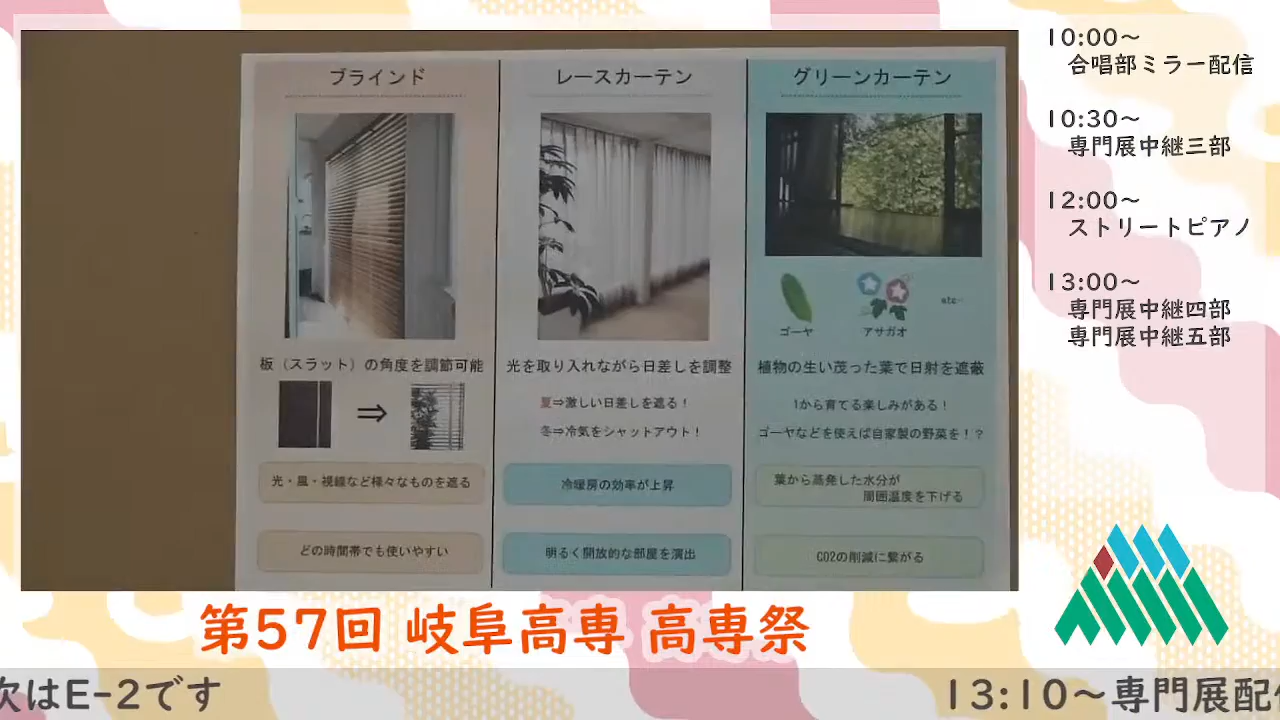 ブラインド
板（スラット）の角度を調節可能
⇒
光・風・視線など様々なものを遮る
どの時間帯でも使いやすい
レースカーテン
光を取り入れながら日差しを調整
夏⇒激しい日差しを遮る！
冬⇒冷気をシャットアウト！
冷暖房の効率が上昇
明るく開放的な部屋を演出
グリーンカーテン
ゴーヤ
アサガオ
etc…
植物の生い茂った葉で日射を遮蔽
1から育てる楽しみがある！
ゴーヤなどを使えば自家製の野菜を！？
葉から蒸発した水分が
周囲温度を下げる
CO2の削減に繋がる
10:00～
合唱部ミラー配信
10:30～
専門展中継三部
12:00～
ストリートピアノ
13:00～
専門展中継四部
専門展中継五部
第57回 岐阜高専 高専祭
次はE-2です
13:10～専門展配信